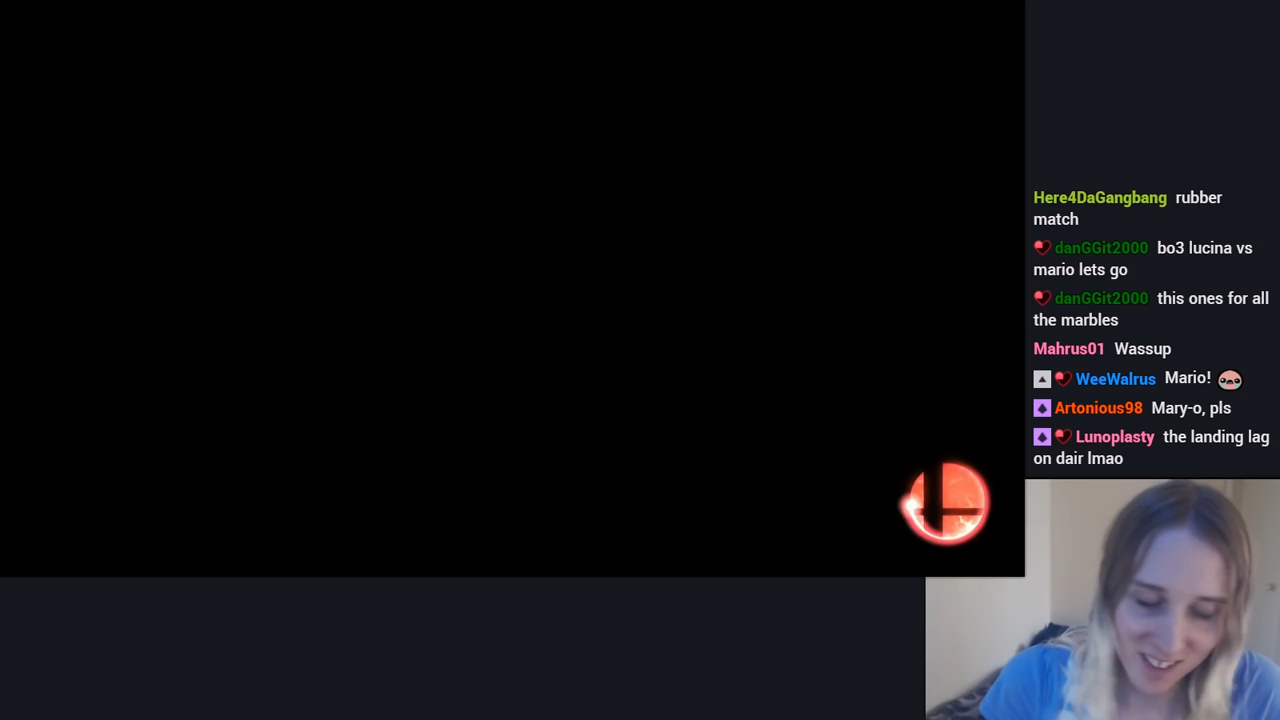 Here4DaGangbang rubber
match
danGGit2000 bo3 lucina vs
mario lets go
danGGit2000 this ones for all
the marbles
Mahrus01 Wassup
WeeWalrus Mario!
Artonious98 Mary-o, pls
Lunoplasty the landing lag
on dair lmao